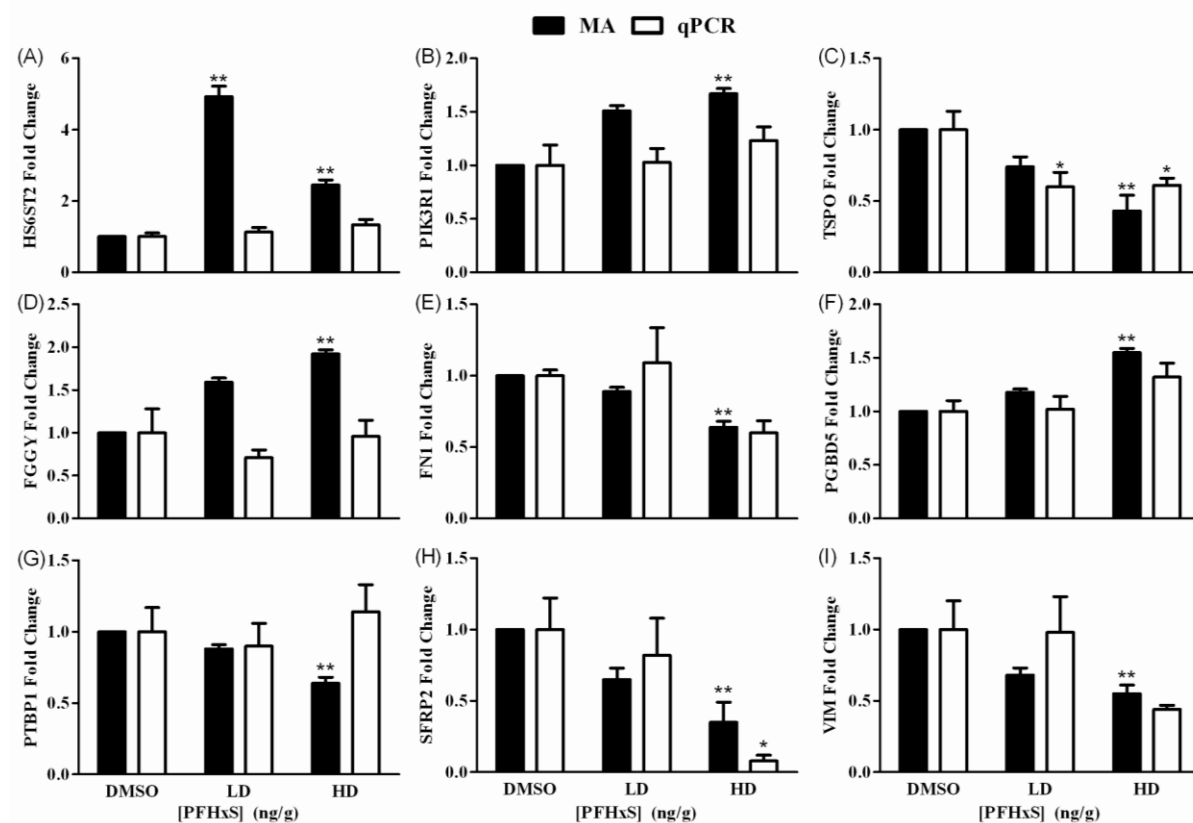 MA qPCR
(A)
HS6ST2 Fold Change
6
4
2
0
**
**
(B)
PIK3R1 Fold Change
2.0
1.5
1.0
0.5
0.0
**
(C)
TSPO Fold Change
1.5
1.0
0.5
0.0
*
**
*
(D)
FGGY Fold Change
2.5
2.0
1.5
1.0
0.5
0.0
**
(E)
FN1 Fold Change
1.5
1.0
0.5
0.0
**
(F)
PGBD5 Fold Change
2.0
1.5
1.0
0.5
0.0
**
(G)
PTBP1 Fold Change
1.5
1.0
0.5
0.0
**
DMSO LD HD
[PFHxS] (ng/g)
(H)
SFRP2 Fold Change
1.5
1.0
0.5
0.0
**
*
DMSO LD HD
[PFHxS] (ng/g)
(I)
VIM Fold Change
1.5
1.0
0.5
0.0
**
DMSO LD HD
[PFHxS] (ng/g)